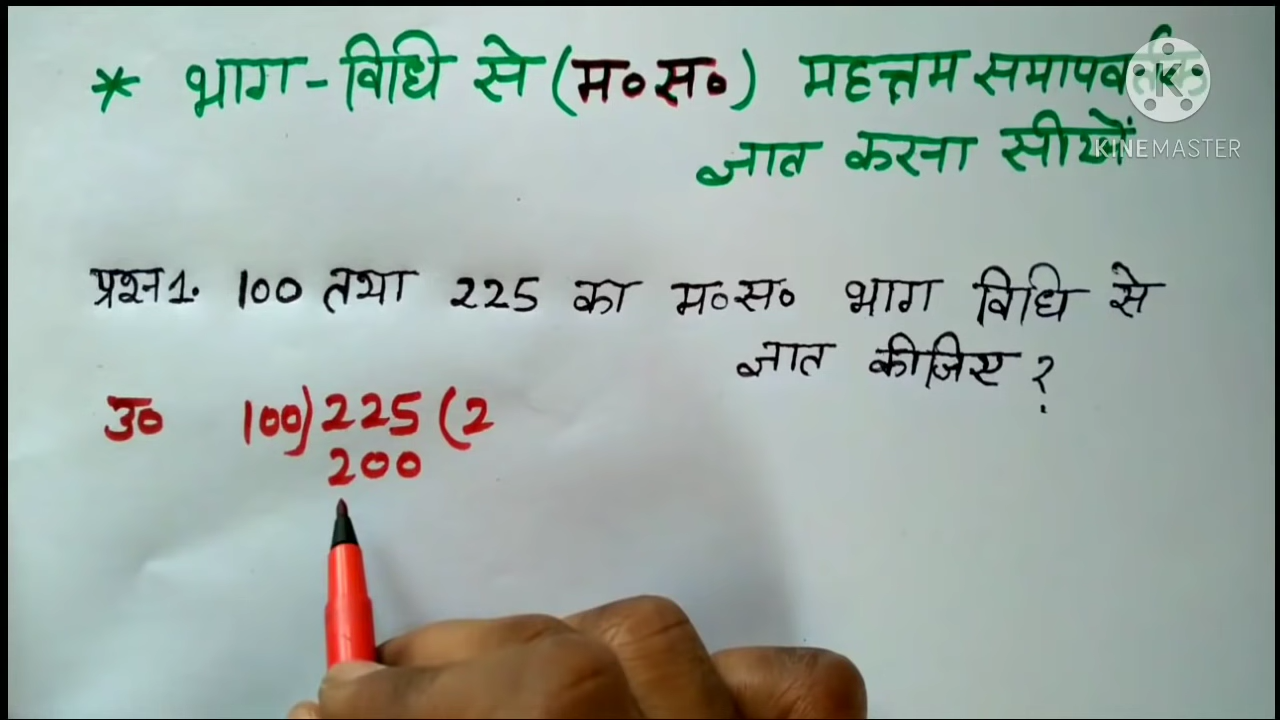 * भाग-विधि से (म०स०) महत्तम समापवर्तक
ज्ञात करना सीखें
KINEMASTER
प्रश्न1. 100 तथा 225 का म०स० भाग विधि से
ज्ञात कीजिए?
उ० 100) 225 (2
200